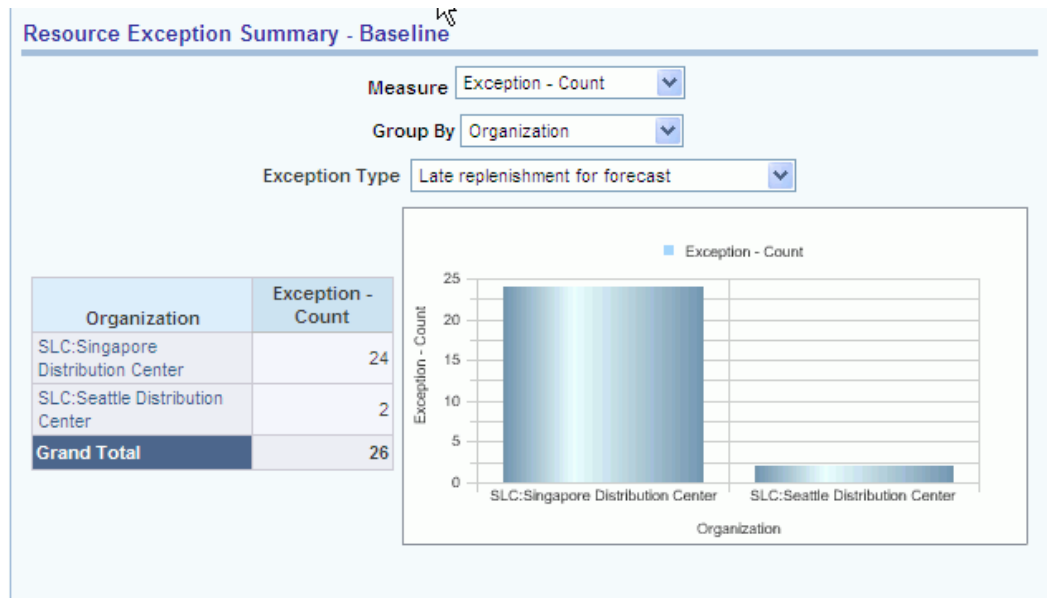 Resource Exception Summary - Baseline
Measure Exception - Count
Group By Organization
Exception Type Late replenishment for forecast
Organization
Exception -
Count
SLC:Singapore
Distribution Center
24
SLC:Seattle Distribution
Center
2
Grand Total 26
Exception - Count
Exception - Count
25
20
15
10
5
0
SLC:Singapore Distribution Center
SLC:Seattle Distribution Center
Organization